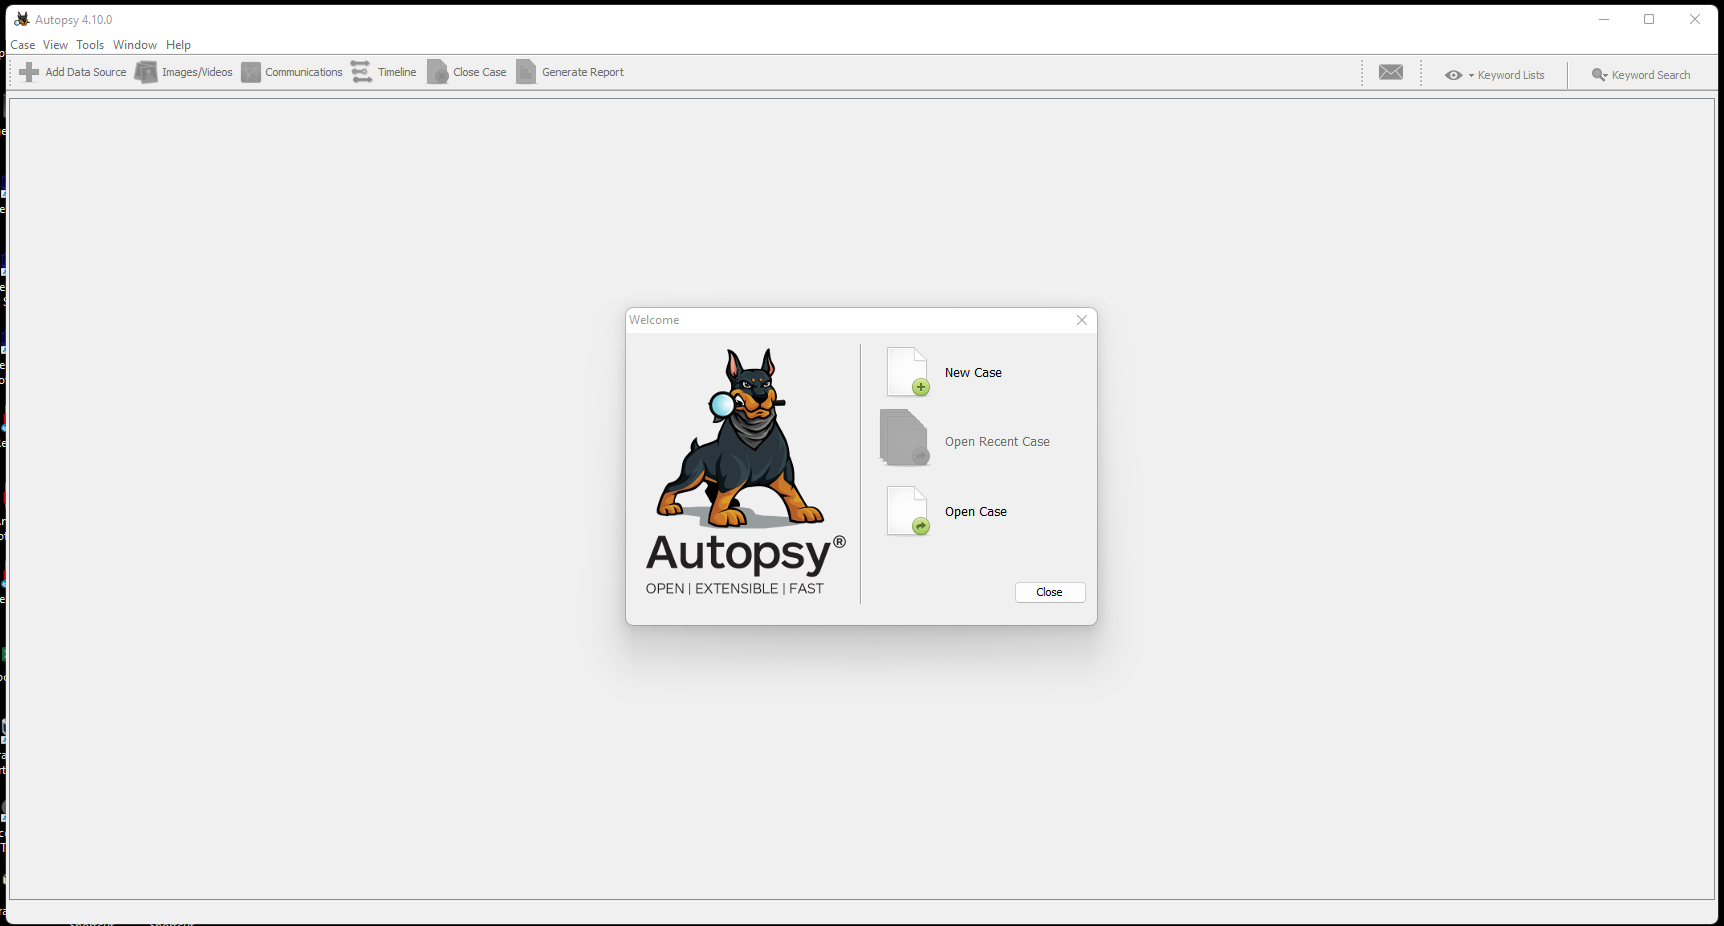 Autopsy 4.10.0
Case View Tools Window Help
Add Data Source Images/Videos Communications Timeline Close Case Generate Report Keyword Lists Keyword Search
Welcome
New Case
Open Recent Case
Open Case
Autopsy®
OPEN | EXTENSIBLE | FAST
Close